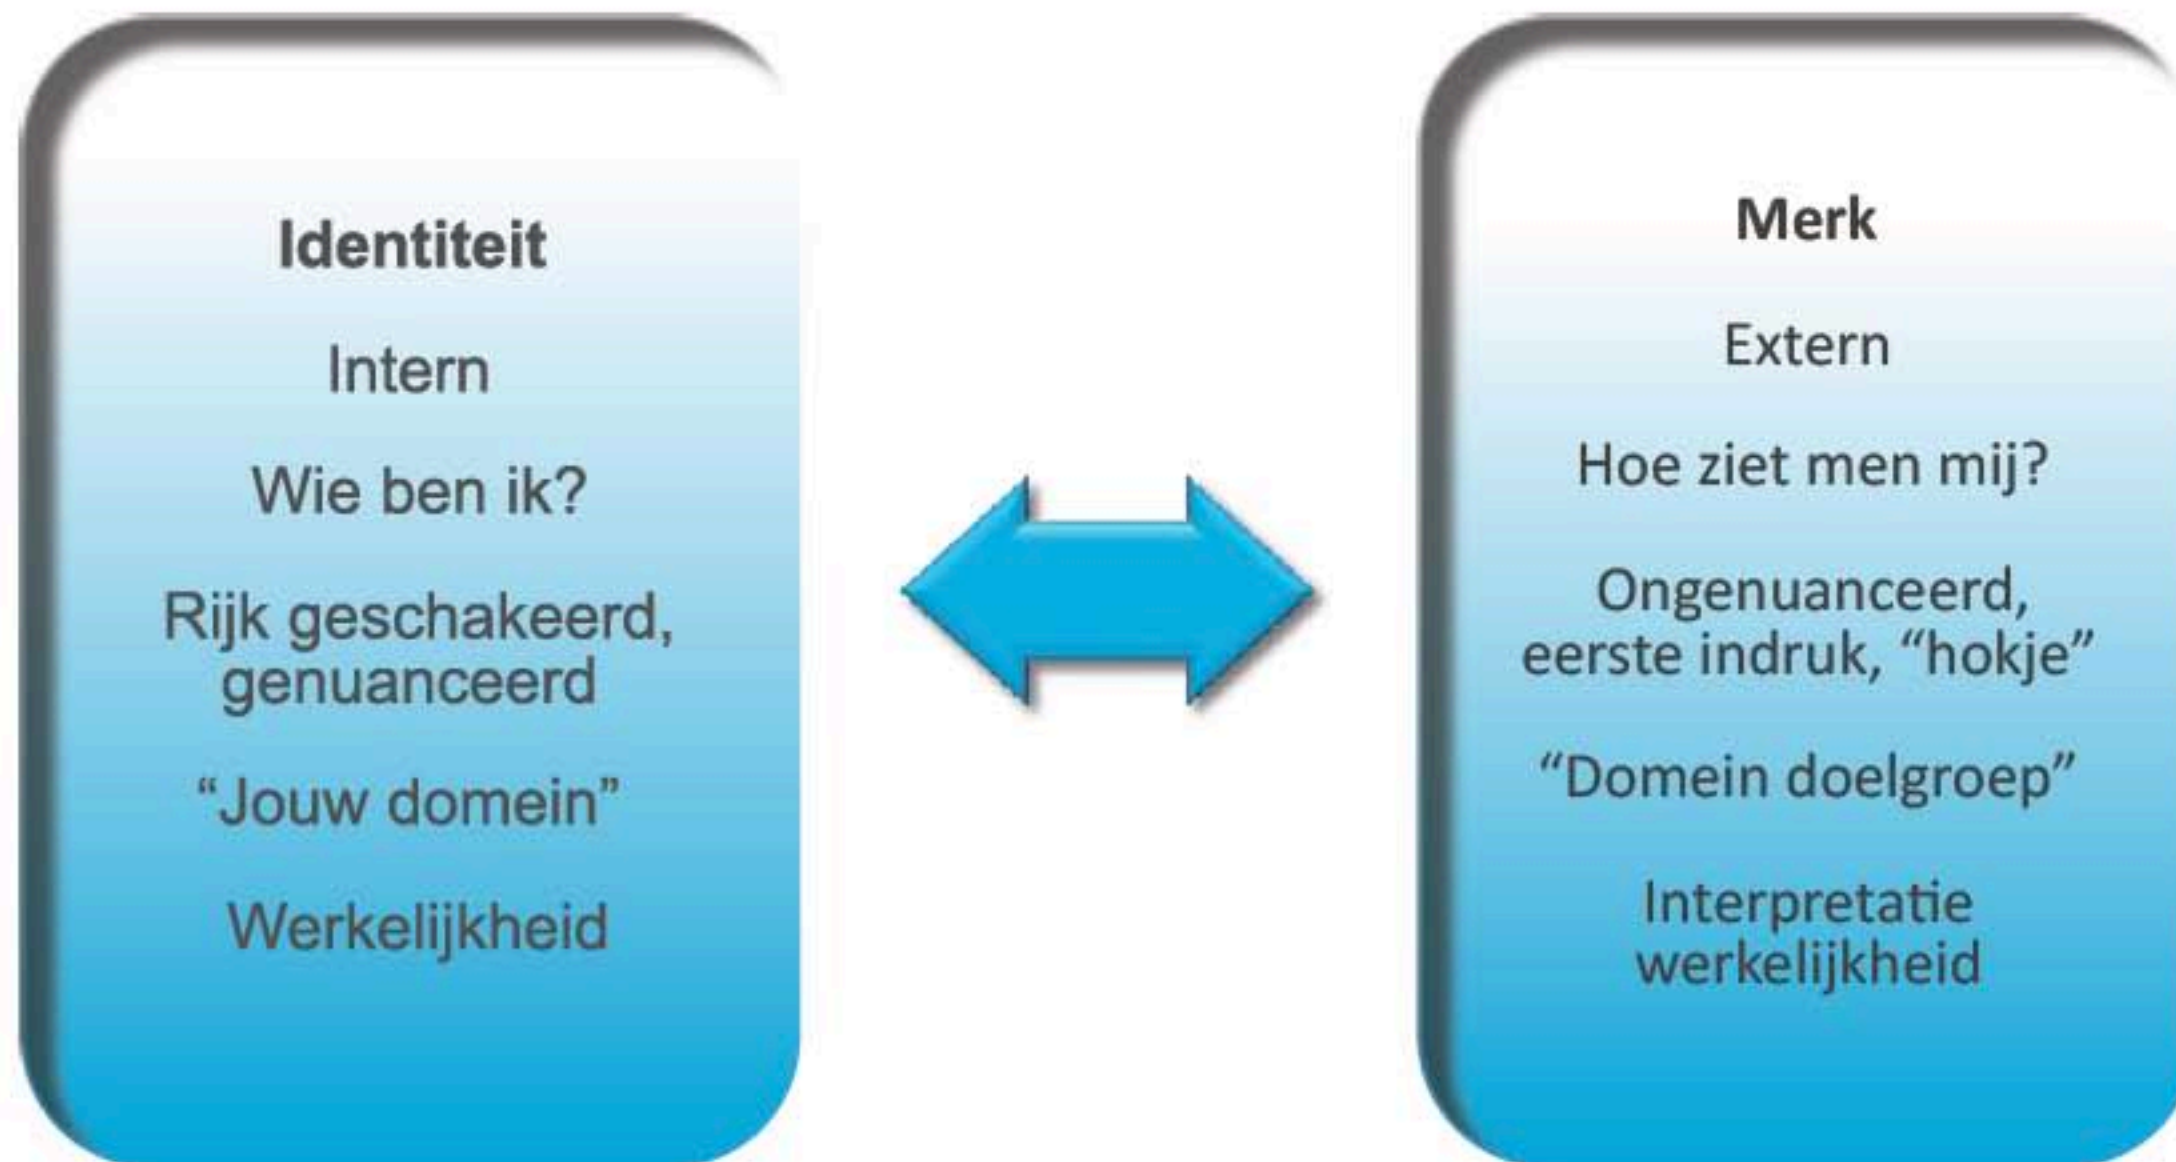 Identiteit
Intern
Wie ben ik?
Rijk geschakeerd,
genuanceerd
“Jouw domein”
Werkelijkheid
Merk
Extern
Hoe ziet men mij?
Ongenuanceerd,
eerste indruk, “hokje”
“Domein doelgroep”
Interpretatie
werkelijkheid